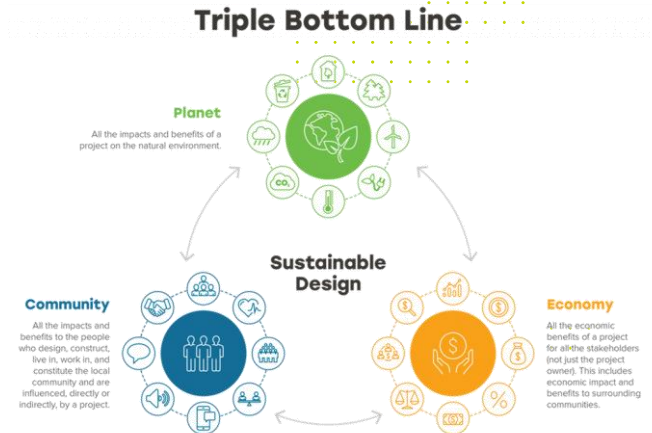 Triple Bottom Line
Planet
All the impacts and benefits of a
project on the natural environment.
CO₂
Sustainable
Design
Community
All the impacts and
benefits to the people
who design, construct,
live in, work in, and
constitute the local
community and are
influenced, directly or
indirectly, by a project.
Economy
All the economic
benefits of a project
for all the stakeholders
(not just the project
owner). This includes
economic impact and
benefits to surrounding
communities.
$
$
$
$
%
$